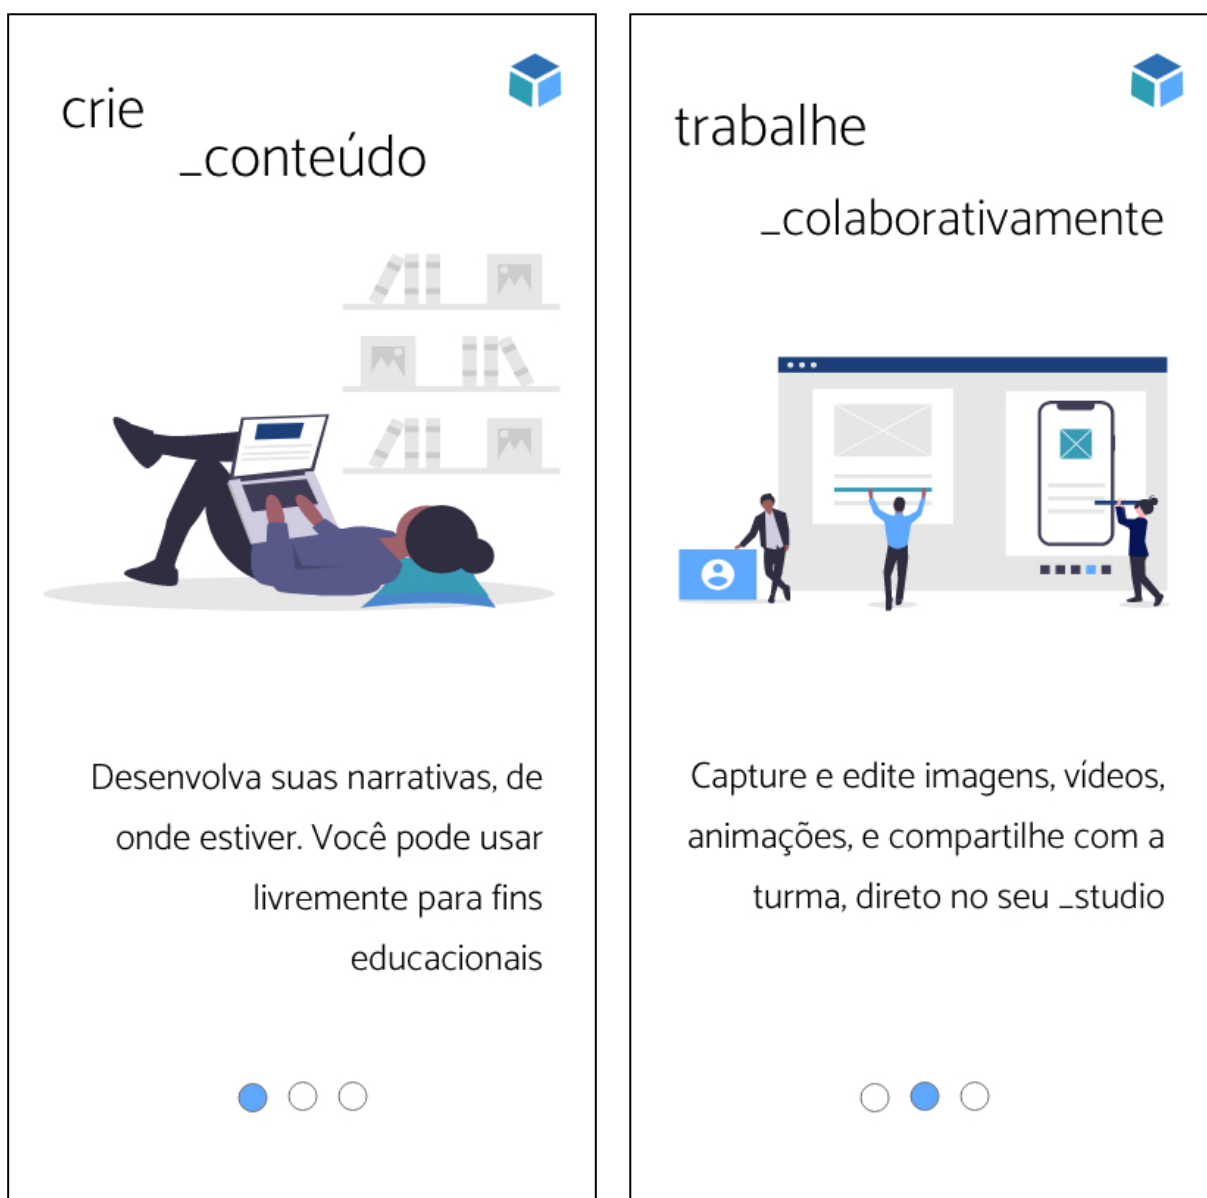 crie
_conteúdo
Desenvolva suas narrativas, de
onde estiver. Você pode usar
livremente para fins
educacionais
trabalhe
_colaborativamente
Capture e edite imagens, vídeos,
animações, e compartilhe com a
turma, direto no seu _studio